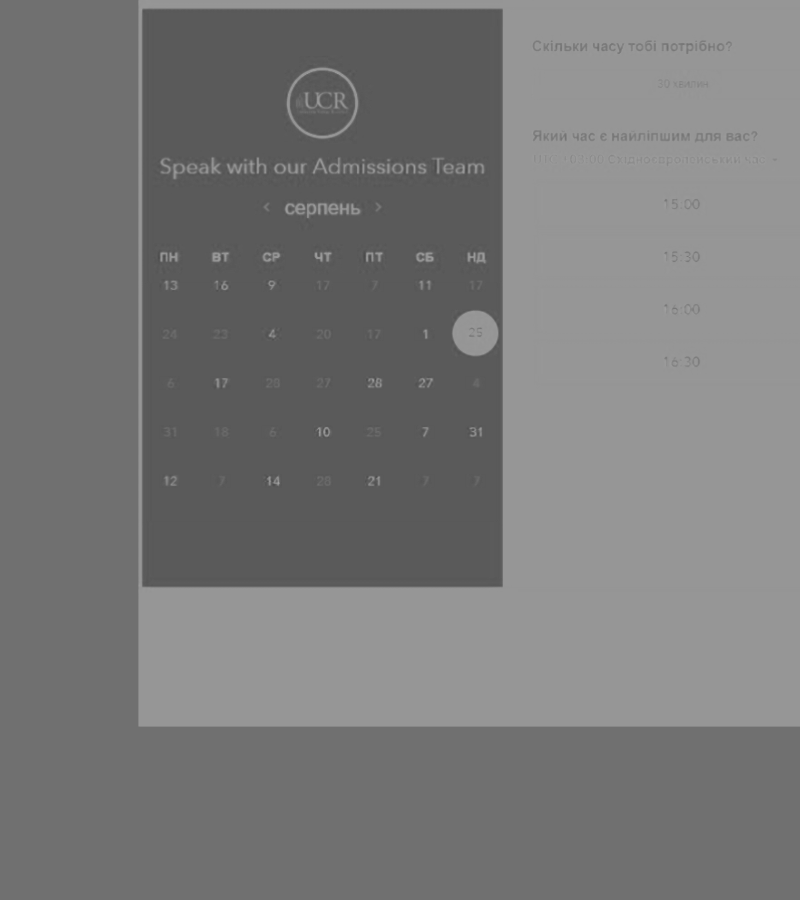 UCR
Speak with our Admissions Team
< серпень >
ПН ВТ СР ЧТ ПТ СБ НД
13 16 9 17 7 11 17
24 23 4 20 17 1 25
6 17 28 27 28 27 4
31 18 6 10 25 7 31
12 7 14 28 21 7 7
Скільки часу тобі потрібно?
30 хвилин
Який час є найліпшим для вас?
15:00
15:30
16:00
16:30